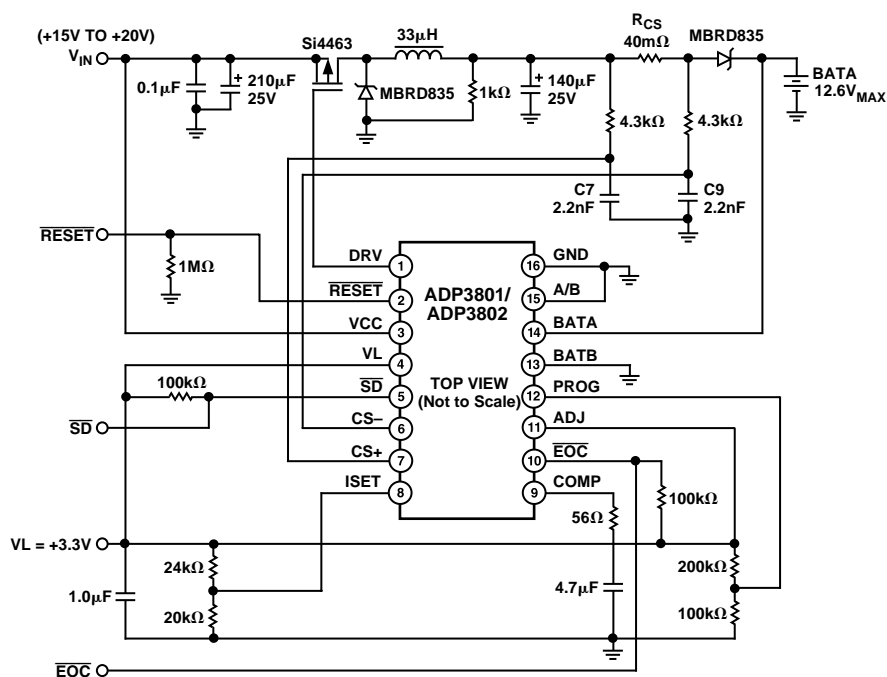 (+15V TO +20V)
VIN
0.1μF
+ 210μF
25V
Si4463
33μH
MBRD835
1kΩ
+ 140μF
25V
RCS
40mΩ
MBRD835
BATA
12.6VMAX
4.3kΩ
4.3kΩ
C7
2.2nF
C9
2.2nF
RESET
1MΩ
DRV
1
RESET
2
VCC
3
VL
4
SD
5
CS–
6
CS+
7
ISET
8
ADP3801/
ADP3802
TOP VIEW
(Not to Scale)
GND
16
A/B
15
BATA
14
BATB
13
PROG
12
ADJ
11
EOC
10
COMP
9
100kΩ
SD
VL = +3.3V
1.0μF
24kΩ
20kΩ
56Ω
4.7μF
100kΩ
200kΩ
100kΩ
EOC